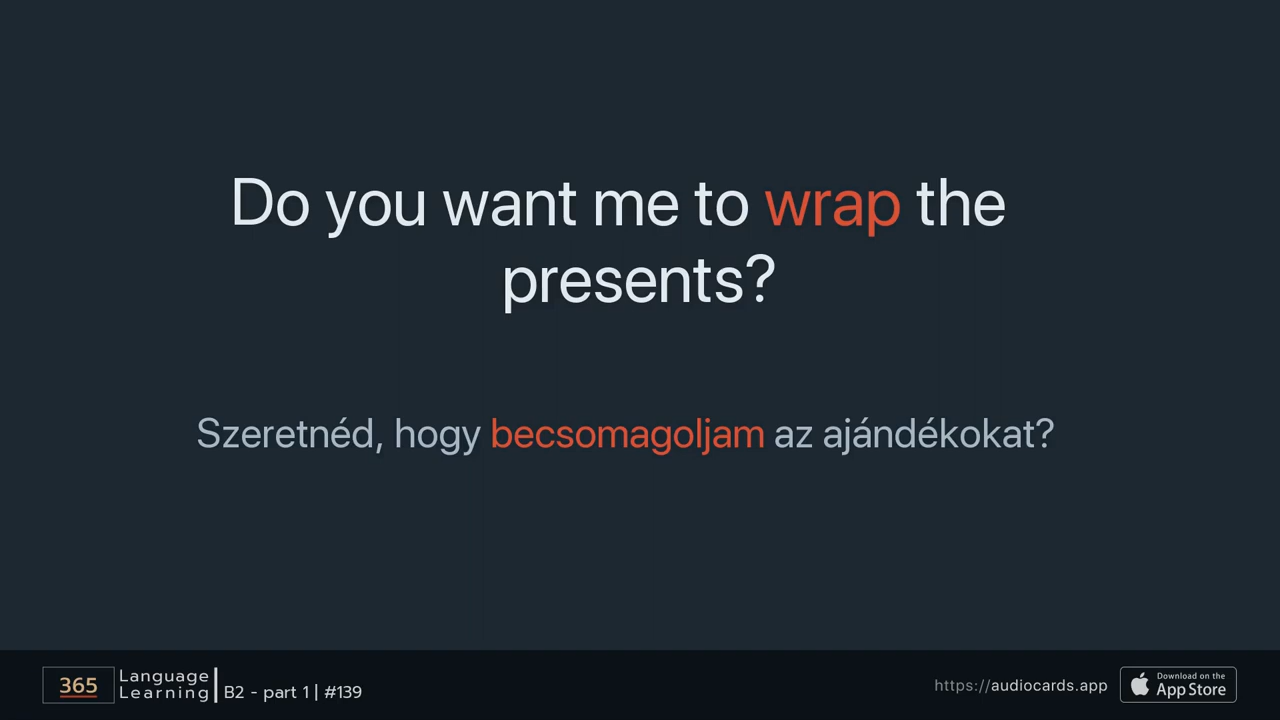 Do you want me to wrap the
presents?
Szeretnéd, hogy becsomagoljam az ajándékokat?
365
Language
Learning
B2 - part 1 | #139
https://audiocards.app
Download on the
App Store